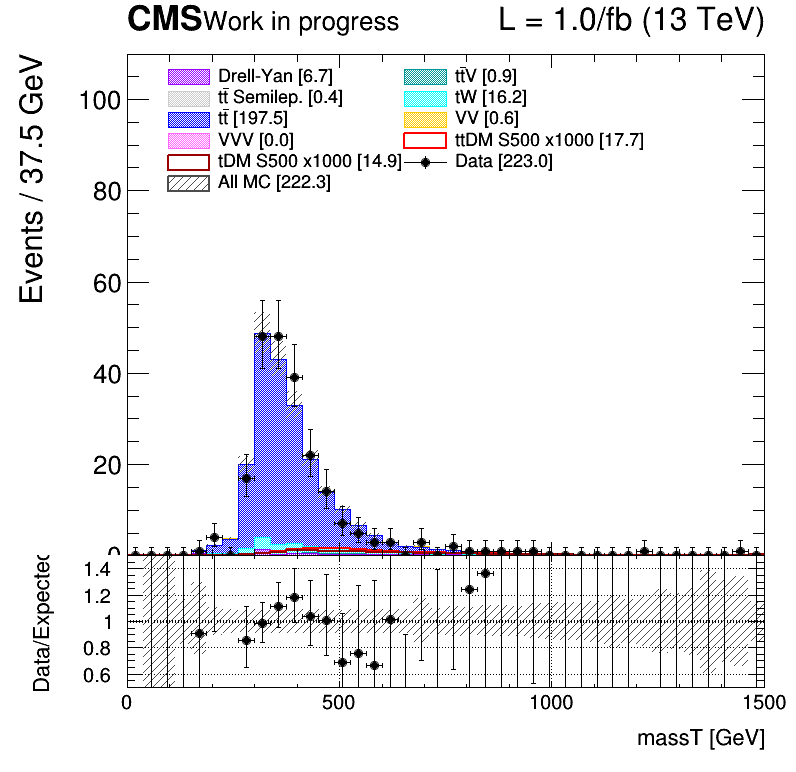 CMS Work in progress L = 1.0/fb (13 TeV)
Events / 37.5 GeV
100
80
60
40
20
0
Drell-Yan [6.7] tt̄V [0.9]
tt̄ Semilep. [0.4] tW [16.2]
tt̄ [197.5] VV [0.6]
VVV [0.0] ttDM S500 x1000 [17.7]
tDM S500 x1000 [14.9] Data [223.0]
All MC [222.3]
Data/Expected
1.4
1.2
1
0.8
0.6
0 500 1000 1500
massT [GeV]